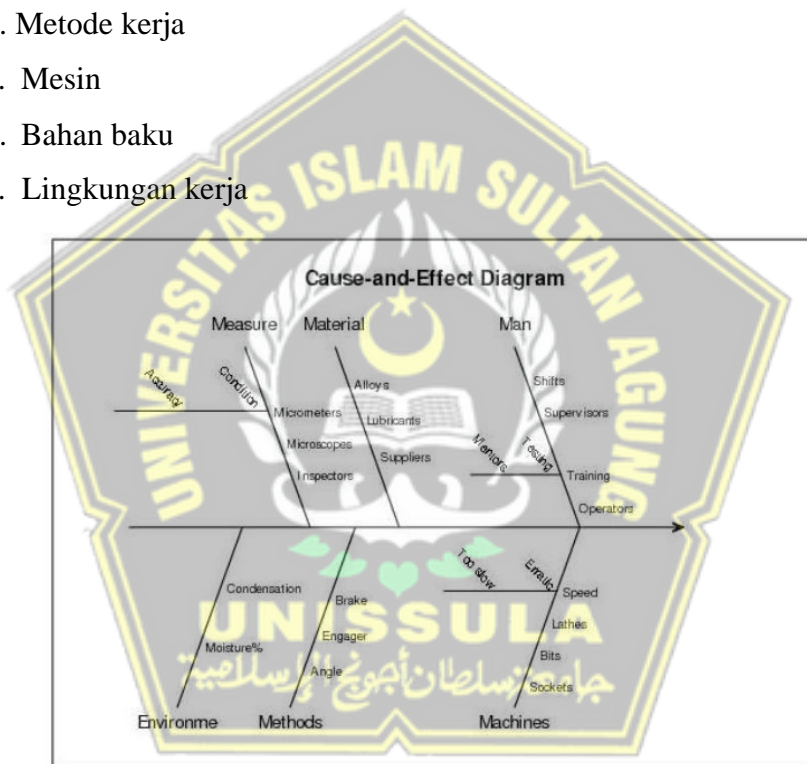 . Metode kerja
. Mesin
. Bahan baku
. Lingkungan kerja
UNIVERSITAS ISLAM SULTAN AGUNG
Cause-and-Effect Diagram
Measure Material Man
Accuracy
Condition
Micrometers
Microscopes
Inspectors
Alloys
Lubricants
Suppliers
Shifts
Supervisors
Mentors
Testing
Training
Operators
Condensation
Moisture%
Brake
Engager
Angle
Too slow
Erratic
Speed
Lathes
Bits
Sockets
Environme Methods Machines
UNISSULA
جامعة سلطان أجونج الإسلامية